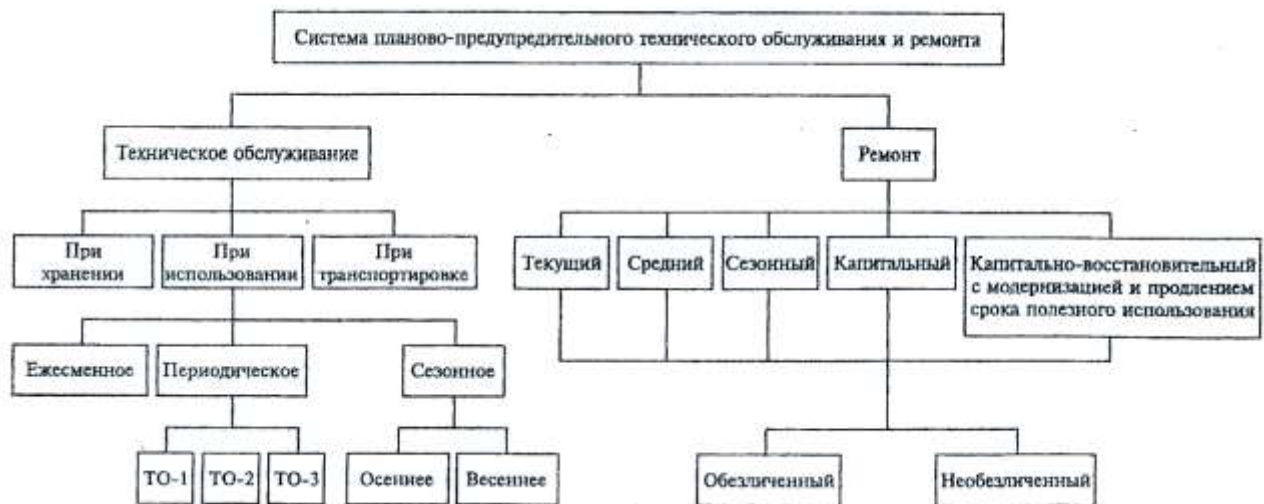 Система планово-предупредительного технического обслуживания и ремонта
Техническое обслуживание
Ремонт
При
хранении
При
использовании
При
транспортировке
Текущий
Средний
Сезонный
Капитальный
Капитально-восстановительный
с модернизацией и продлением
срока полезного использования
Ежесменное
Периодическое
Сезонное
ТО-1
ТО-2
ТО-3
Осеннее
Весеннее
Обезличенный
Необезличенный